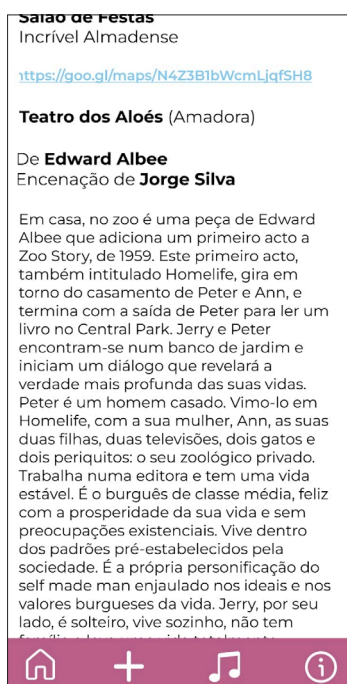 Salão de Festas
Incrível Almadense
https://goo.gl/maps/N4Z3B1bWcmLjqfSH8
Teatro dos Aloés (Amadora)
De Edward Albee
Encenação de Jorge Silva
Em casa, no zoo é uma peça de Edward
Albee que adiciona um primeiro acto a
Zoo Story, de 1959. Este primeiro acto,
também intitulado Homelife, gira em
torno do casamento de Peter e Ann, e
termina com a saída de Peter para ler um
livro no Central Park. Jerry e Peter
encontram-se num banco de jardim e
iniciam um diálogo que revelará a
verdade mais profunda das suas vidas.
Peter é um homem casado. Vimo-lo em
Homelife, com a sua mulher, Ann, as suas
duas filhas, duas televisões, dois gatos e
dois periquitos: o seu zoológico privado.
Trabalha numa editora e tem uma vida
estável. É o burguês de classe média, feliz
com a prosperidade da sua vida e sem
preocupações existenciais. Vive dentro
dos padrões pré-estabelecidos pela
sociedade. É a própria personificação do
self made man enjaulado nos ideais e nos
valores burgueses da vida. Jerry, por seu
lado, é solteiro, vive sozinho, não tem